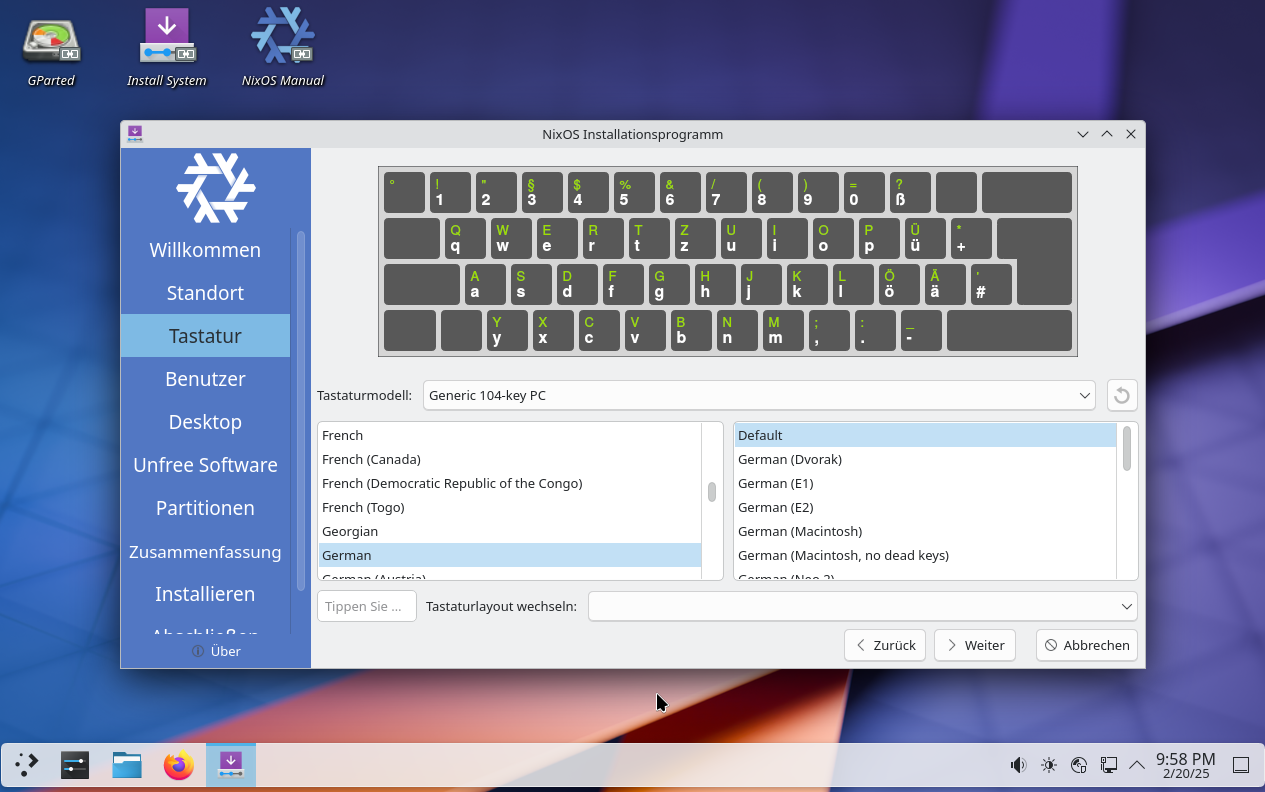 GParted
Install System
NixOS Manual
NixOS Installationsprogramm
Willkommen
Standort
Tastatur
Benutzer
Desktop
Unfree Software
Partitionen
Zusammenfassung
Installieren
Abschließen
Über
° ! " § $ % & / ( ) = ?
1 2 3 4 5 6 7 8 9 0 ß
Q W E R T Z U I O P Ü *
q w e r t z u i o p ü +
A S D F G H J K L Ö Ä '
a s d f g h j k l ö ä #
Y X C V B N M ; : _
y x c v b n m , . -
Tastaturmodell: Generic 104-key PC
French
French (Canada)
French (Democratic Republic of the Congo)
French (Togo)
Georgian
German
German (Austria)
Default
German (Dvorak)
German (E1)
German (E2)
German (Macintosh)
German (Macintosh, no dead keys)
German (Neo 2)
Tippen Sie ... Tastaturlayout wechseln:
Zurück Weiter Abbrechen
9:58 PM
2/20/25